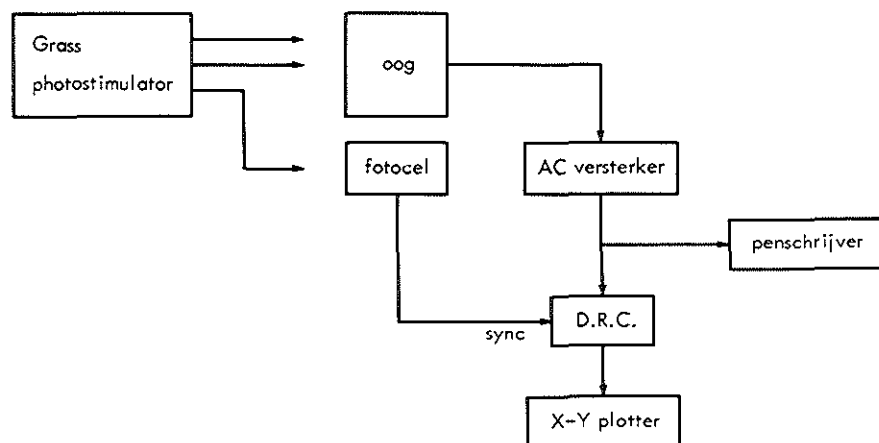 Grass
photostimulator
oog
fotocel
AC versterker
penschrijver
D.R.C.
sync
X-Y plotter